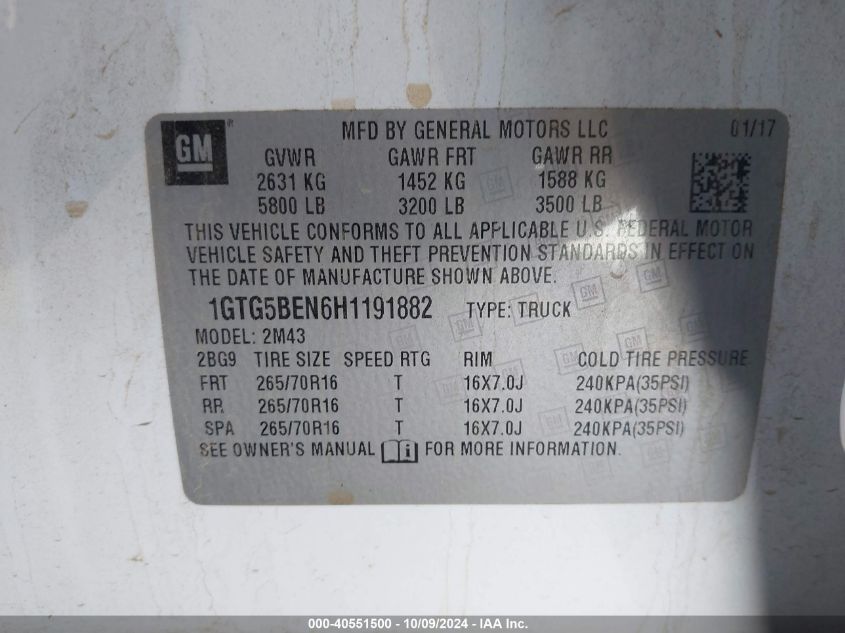 GM ® MFD BY GENERAL MOTORS LLC 01/17
GVWR GAWR FRT GAWR RR
2631 KG 1452 KG 1588 KG
5800 LB 3200 LB 3500 LB
THIS VEHICLE CONFORMS TO ALL APPLICABLE U.S. FEDERAL MOTOR
VEHICLE SAFETY AND THEFT PREVENTION STANDARDS IN EFFECT ON
THE DATE OF MANUFACTURE SHOWN ABOVE.
1GTG5BEN6H1191882 TYPE: TRUCK
MODEL: 2M43
2BG9 TIRE SIZE SPEED RTG RIM COLD TIRE PRESSURE
FRT 265/70R16 T 16X7.0J 240KPA(35PSI)
RR 265/70R16 T 16X7.0J 240KPA(35PSI)
SPA 265/70R16 T 16X7.0J 240KPA(35PSI)
SEE OWNER'S MANUAL i FOR MORE INFORMATION.
000-40551500 - 10/09/2024 - IAA Inc.